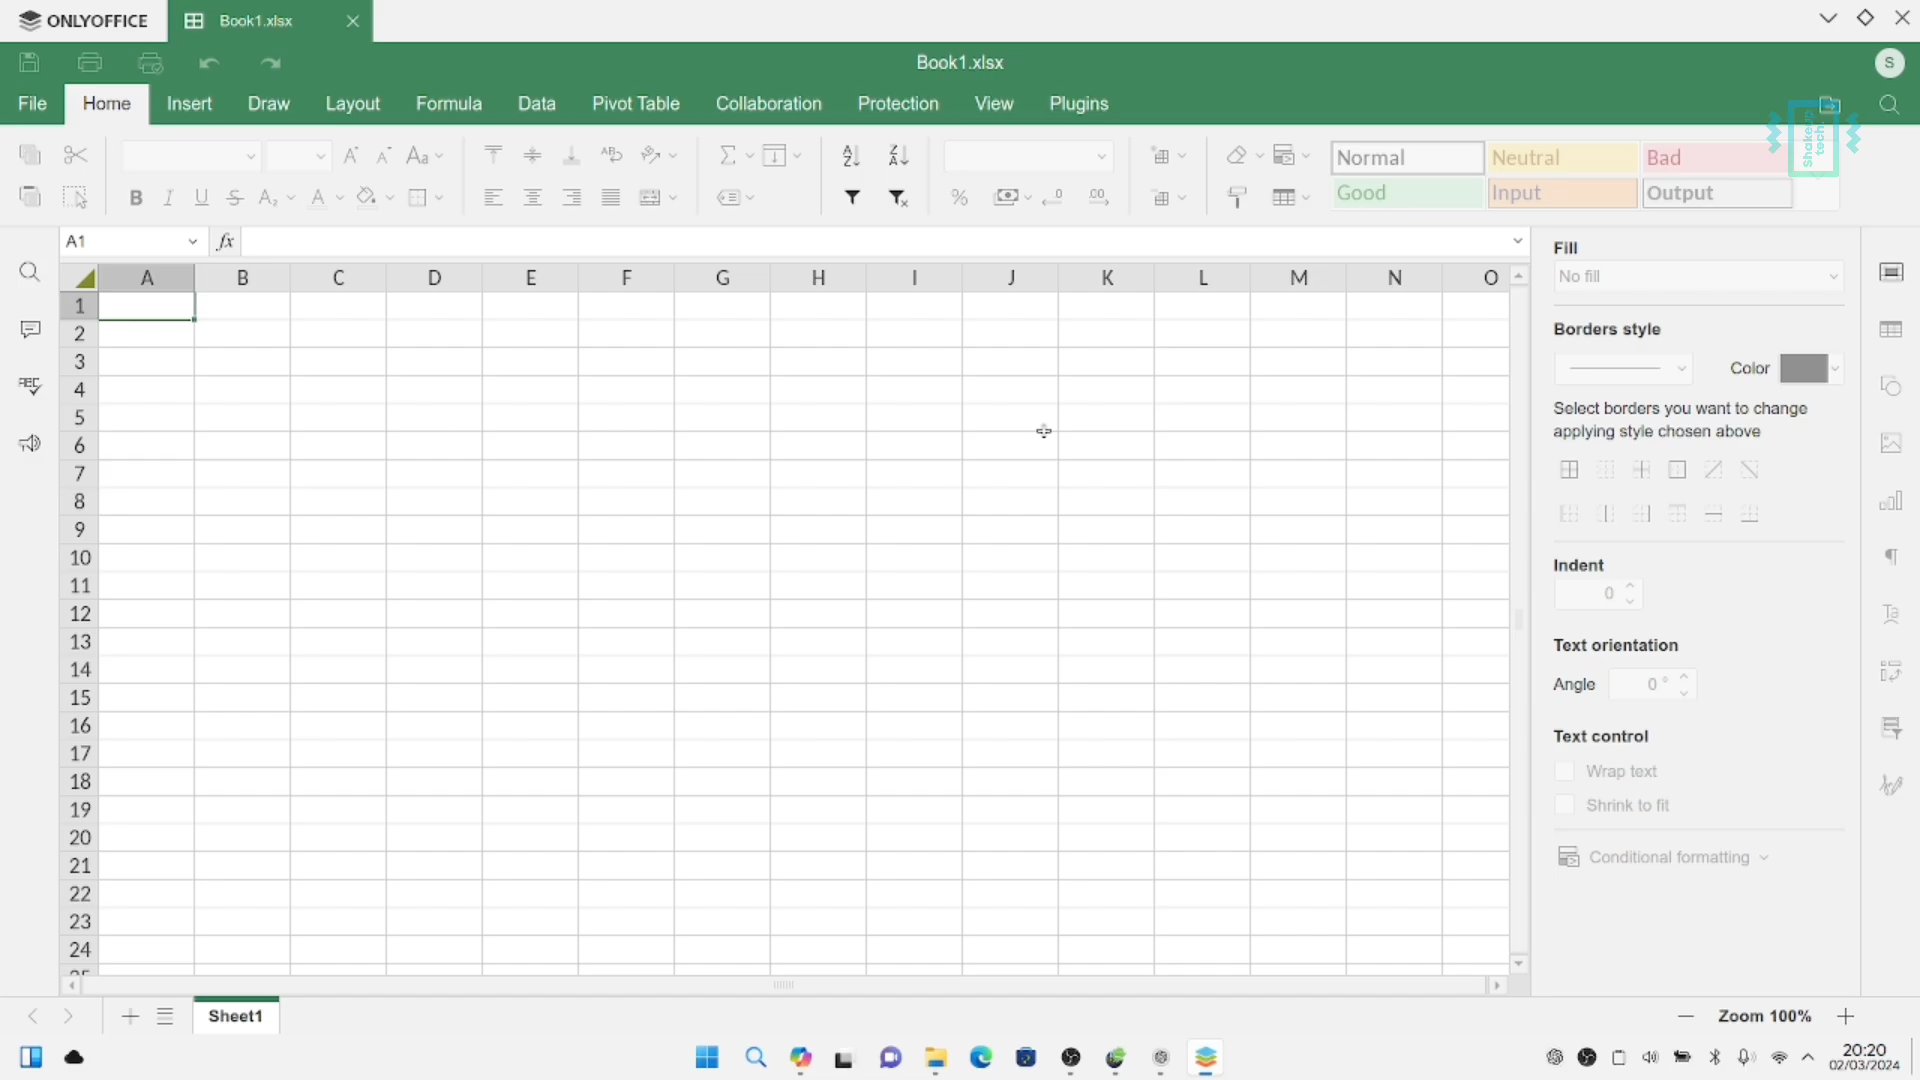 ONLYOFFICE Book1.xlsx
Book1.xlsx S
File Home Insert Draw Layout Formula Data Pivot Table Collaboration Protection View Plugins
Shakeup tech.
Normal Neutral Bad
Good Input Output
A1 fx
A B C D E F G H I J K L M N O
1
2
3
4
5
6
7
8
9
10
11
12
13
14
15
16
17
18
19
20
21
22
23
24
25
Fill
No fill
Borders style
Color
Select borders you want to change
applying style chosen above
Indent
0
Text orientation
Angle 0 °
Text control
Wrap text
Shrink to fit
Conditional formatting
Sheet1 Zoom 100%
20:20
02/03/2024